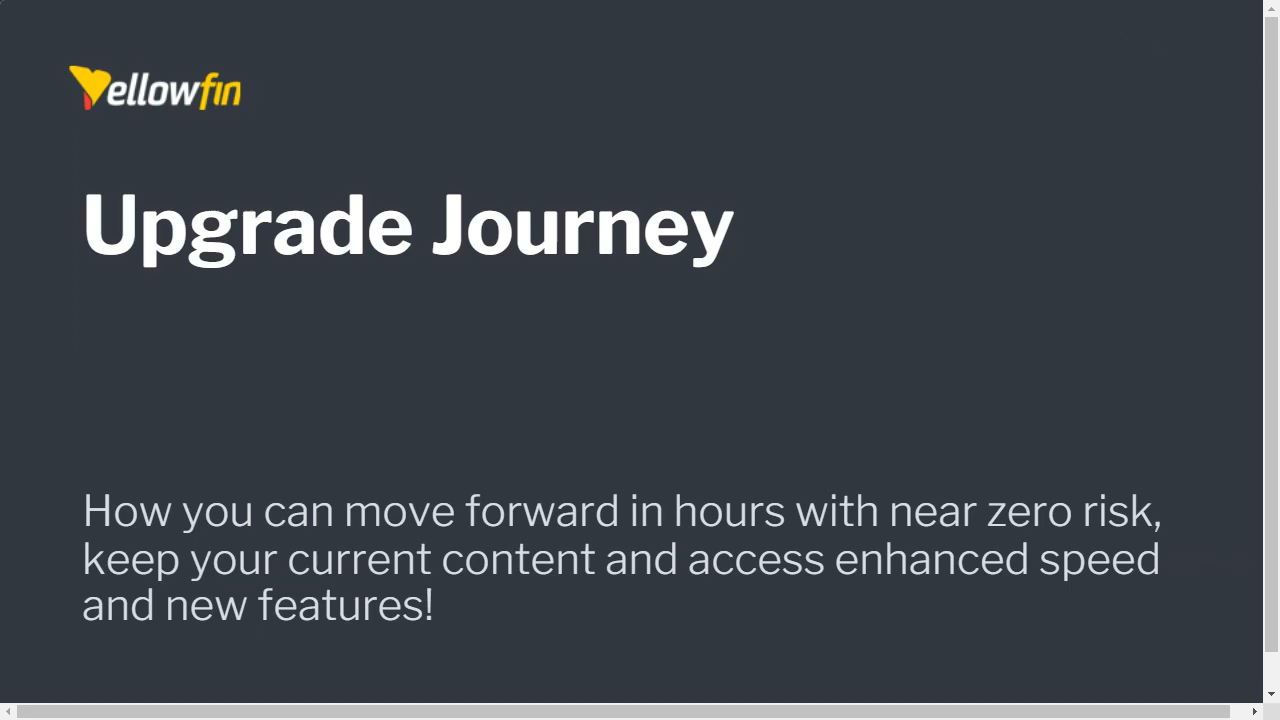 Yellowfin
Upgrade Journey
How you can move forward in hours with near zero risk,
keep your current content and access enhanced speed
and new features!